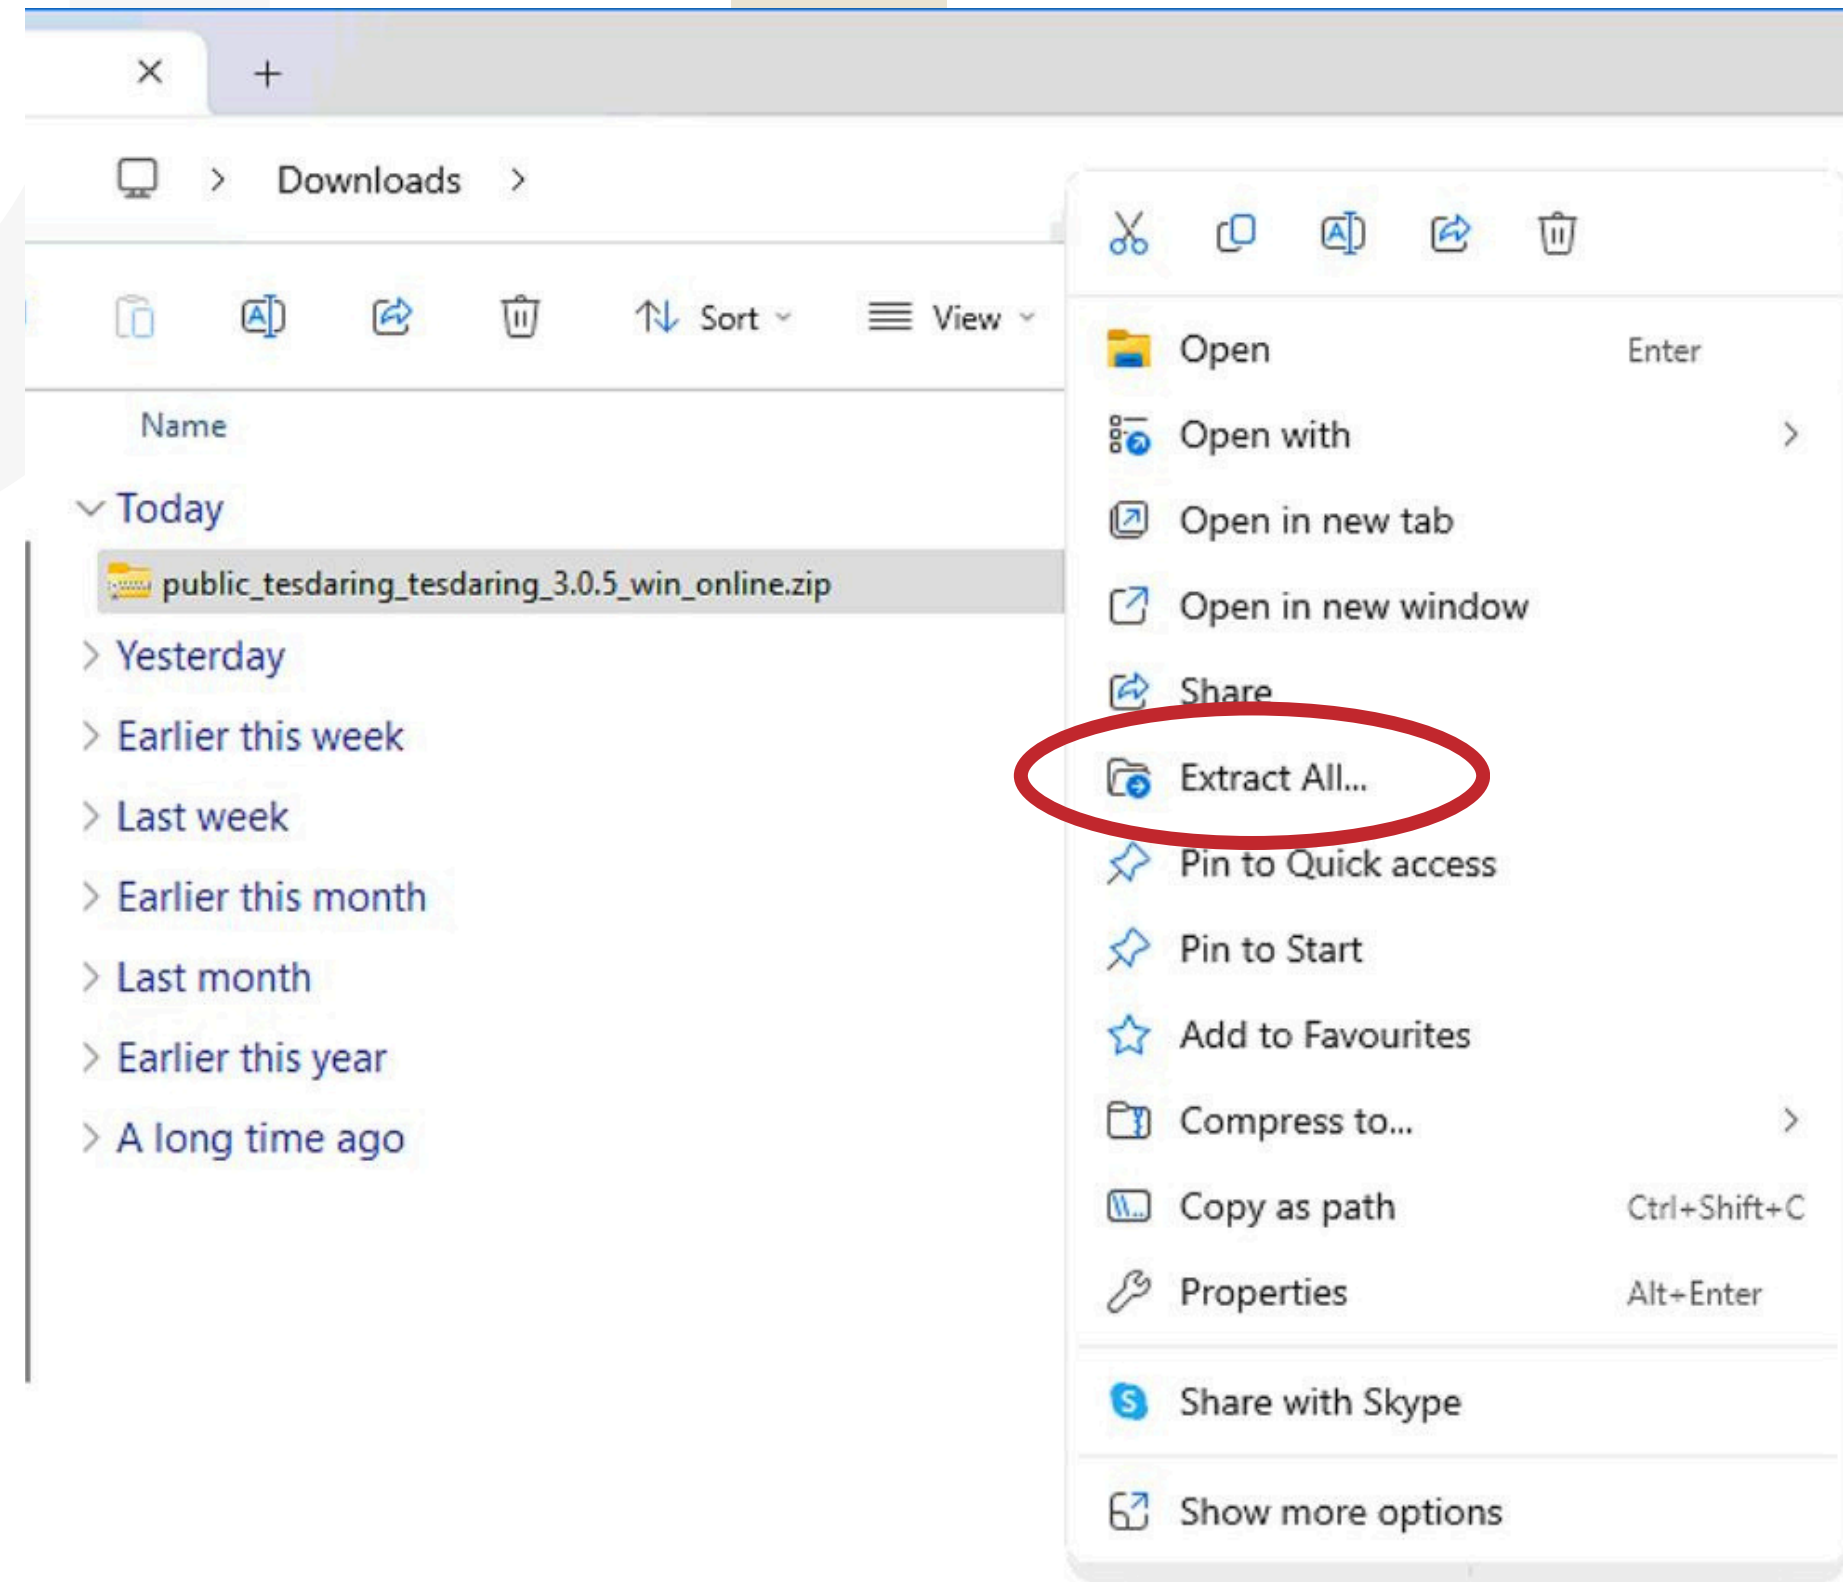 Downloads
Sort
View
Name
Today
public_tesdaring_tesdaring_3.0.5_win_online.zip
Yesterday
Earlier this week
Last week
Earlier this month
Last month
Earlier this year
A long time ago
Open Enter
Open with
Open in new tab
Open in new window
Share
Extract All...
Pin to Quick access
Pin to Start
Add to Favourites
Compress to...
Copy as path Ctrl+Shift+C
Properties Alt+Enter
Share with Skype
Show more options